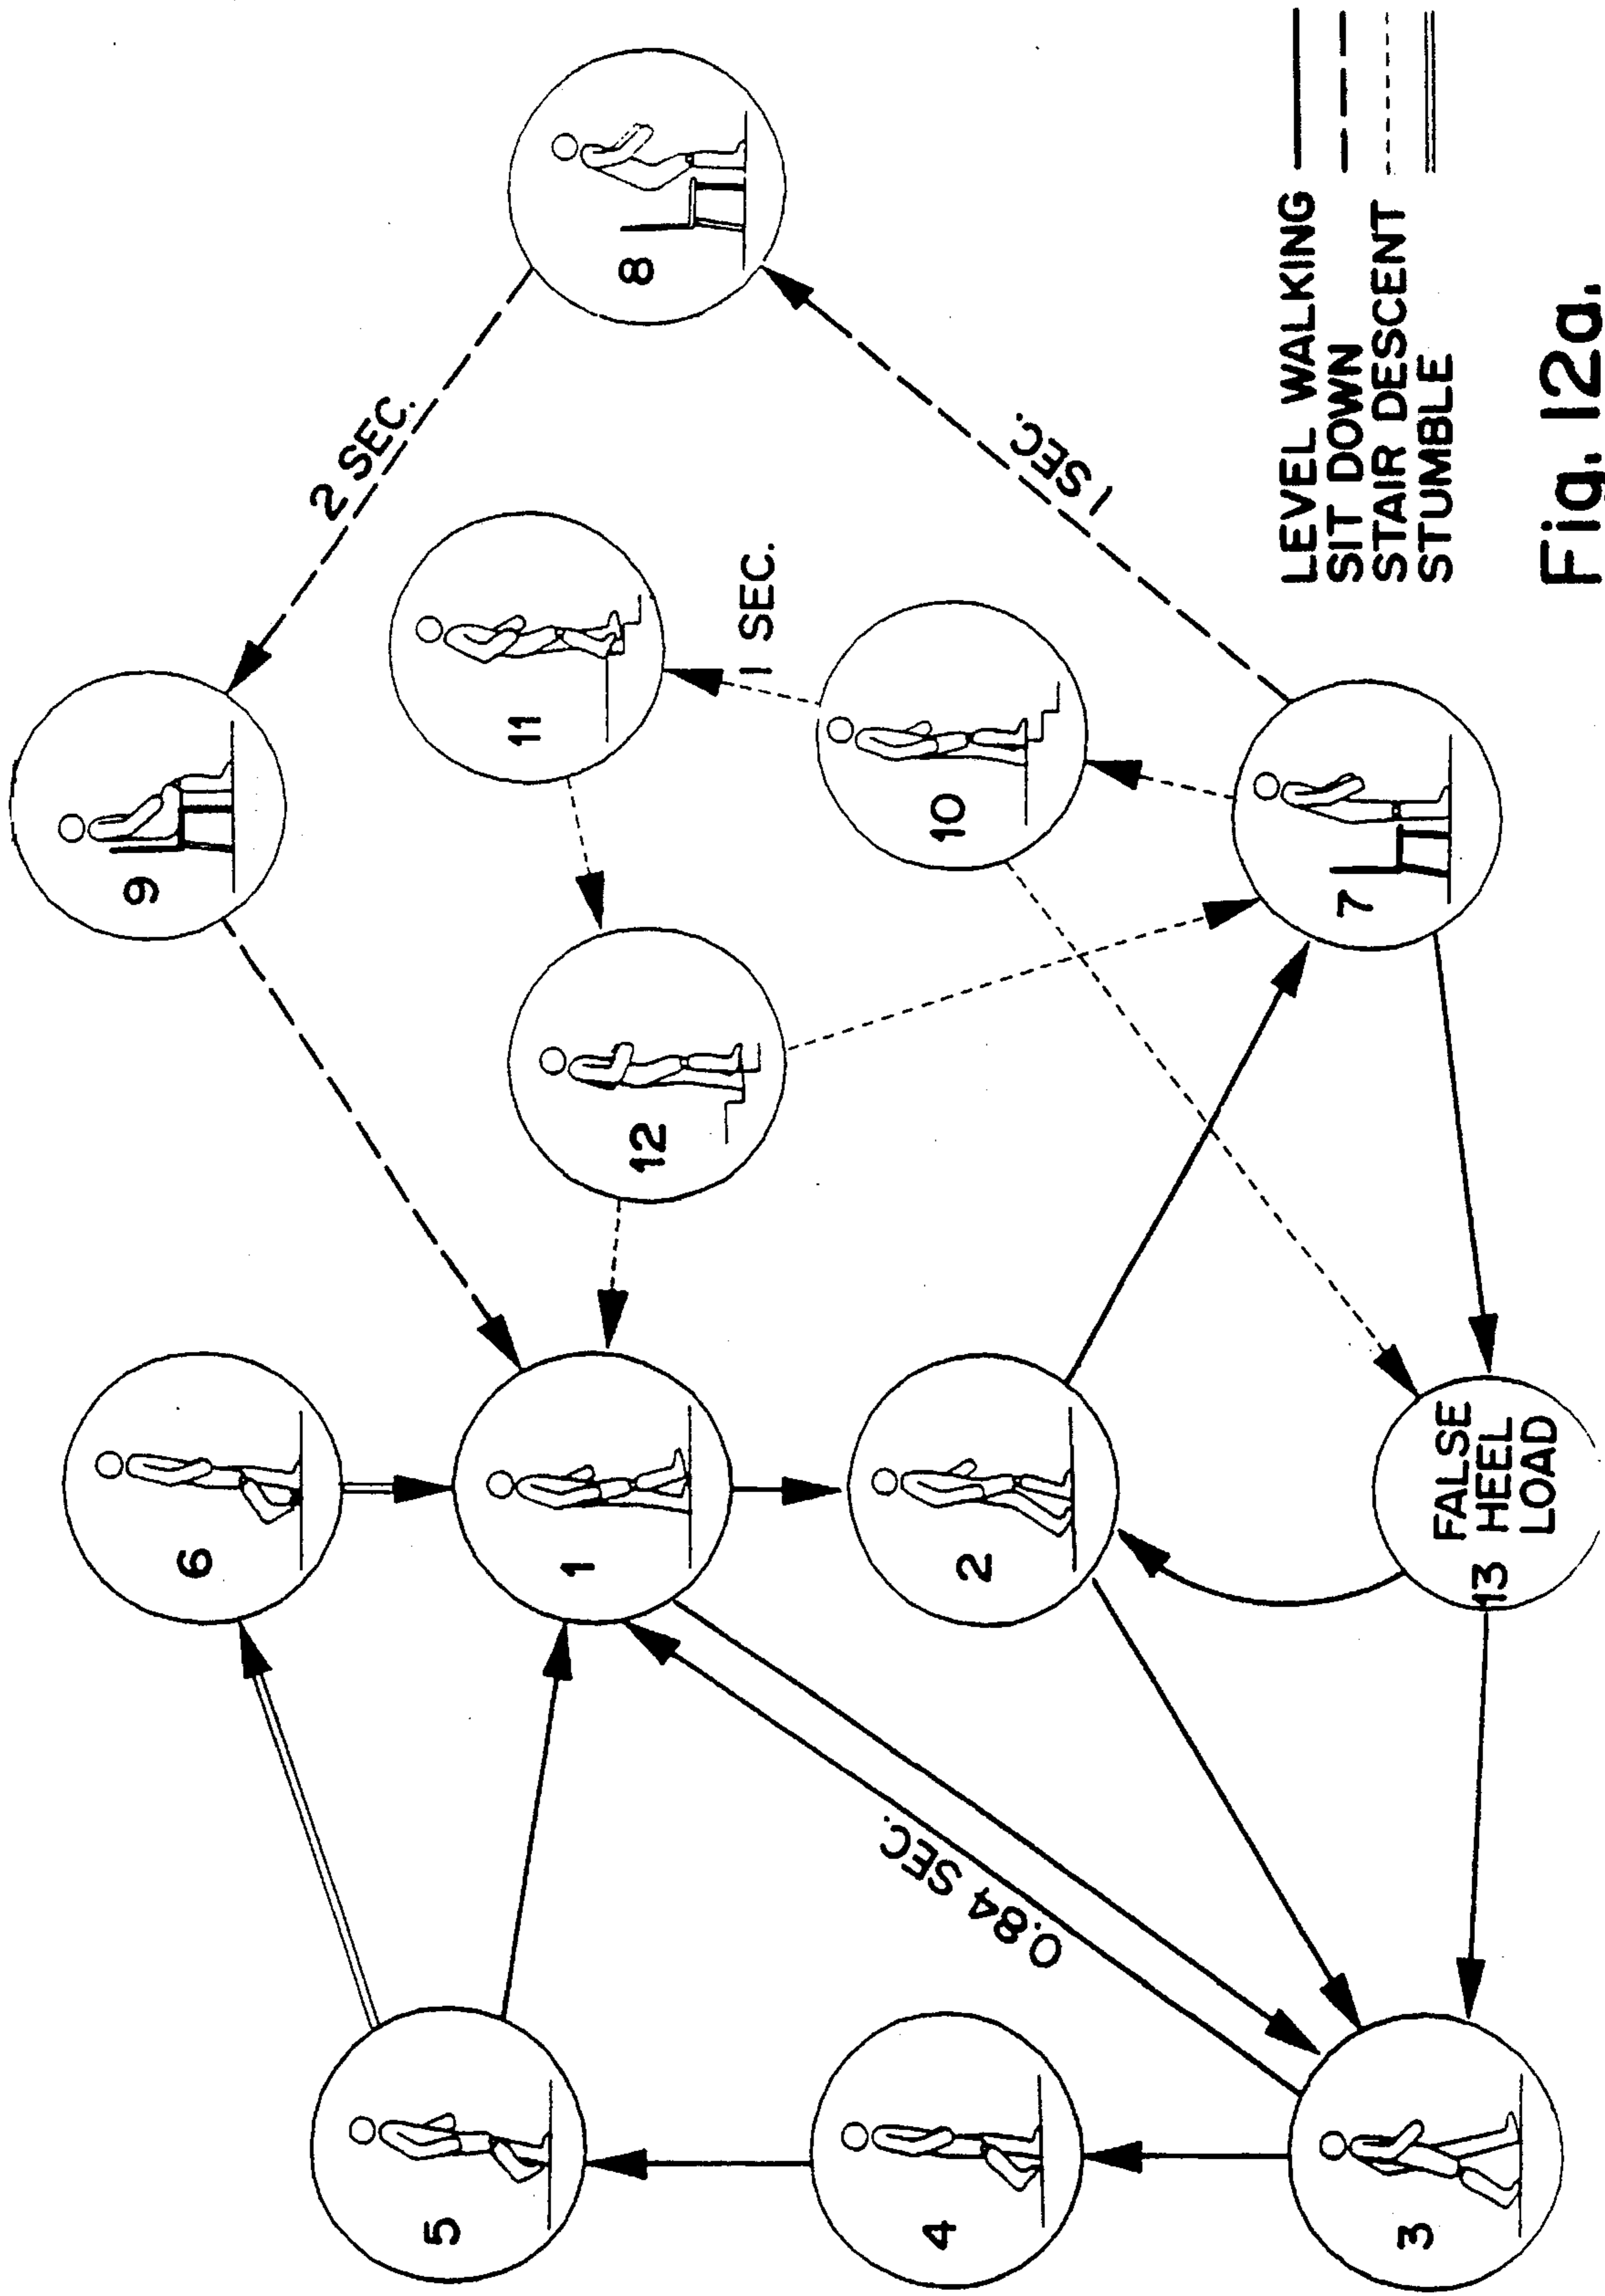 9
2 SEC.
8
6
11
5
1
12
1 SEC.
10
4
2
0.84 SEC.
1 SEC.
7
3
13
FALSE
HEEL
LOAD
LEVEL WALKING
SIT DOWN
STAIR DESCENT
STUMBLE
Fig. 12a.